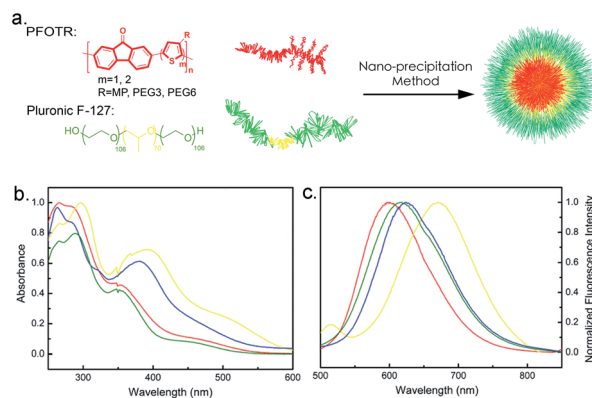 a.
PFOTR:
O
R
S
m
n
m=1, 2
R=MP, PEG3, PEG6
Pluronic F-127:
HO
O
106
O
70
O
H
106
Nano-precipitation
Method
b.
Absorbance
1.0
0.8
0.6
0.4
0.2
0.0
300
400
500
600
Wavelength (nm)
c.
500
600
700
800
Wavelength (nm)
1.0
0.8
0.6
0.4
0.2
0.0
Normalized Fluorescence Intensity